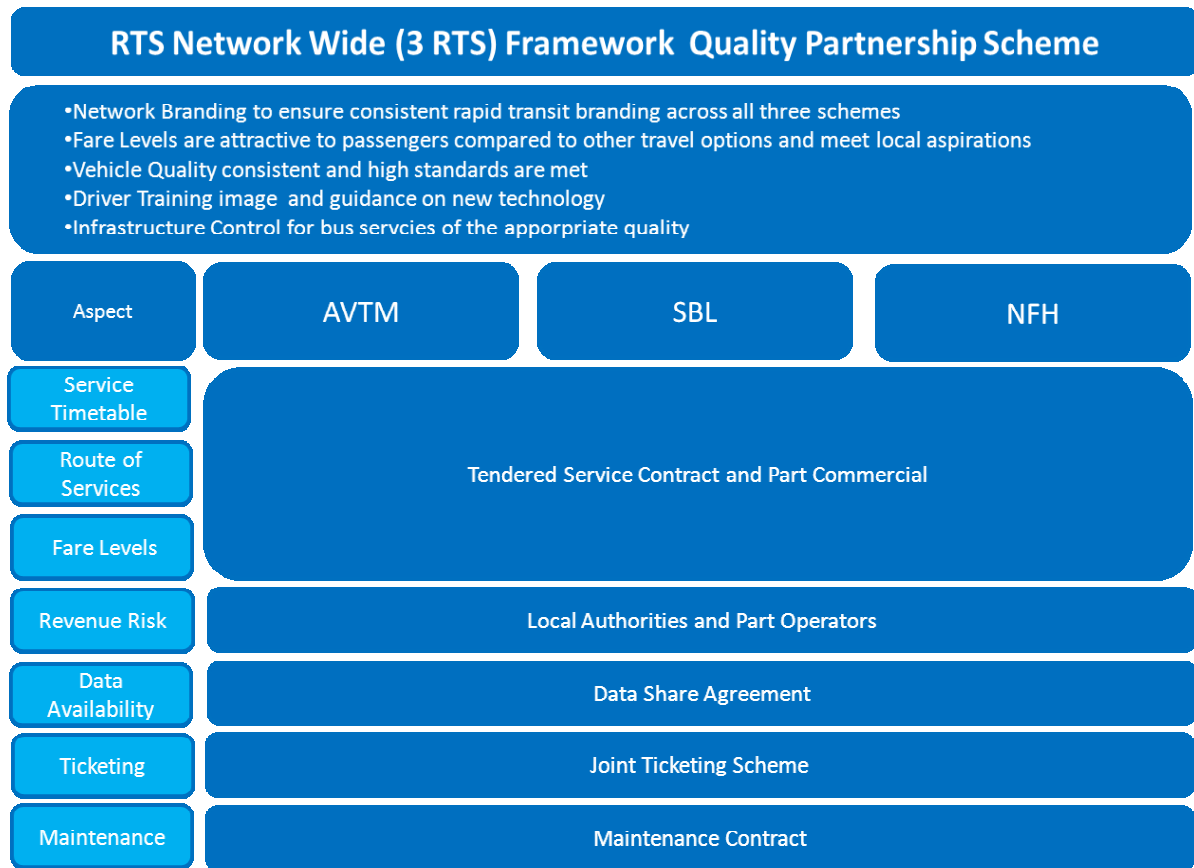 RTS Network Wide (3 RTS) Framework Quality Partnership Scheme
•Network Branding to ensure consistent rapid transit branding across all three schemes
•Fare Levels are attractive to passengers compared to other travel options and meet local aspirations
•Vehicle Quality consistent and high standards are met
•Driver Training image and guidance on new technology
•Infrastructure Control for bus servcies of the apporpriate quality
Aspect
AVTM
SBL
NFH
Service
Timetable
Route of
Services
Fare Levels
Tendered Service Contract and Part Commercial
Revenue Risk
Local Authorities and Part Operators
Data
Availability
Data Share Agreement
Ticketing
Joint Ticketing Scheme
Maintenance
Maintenance Contract